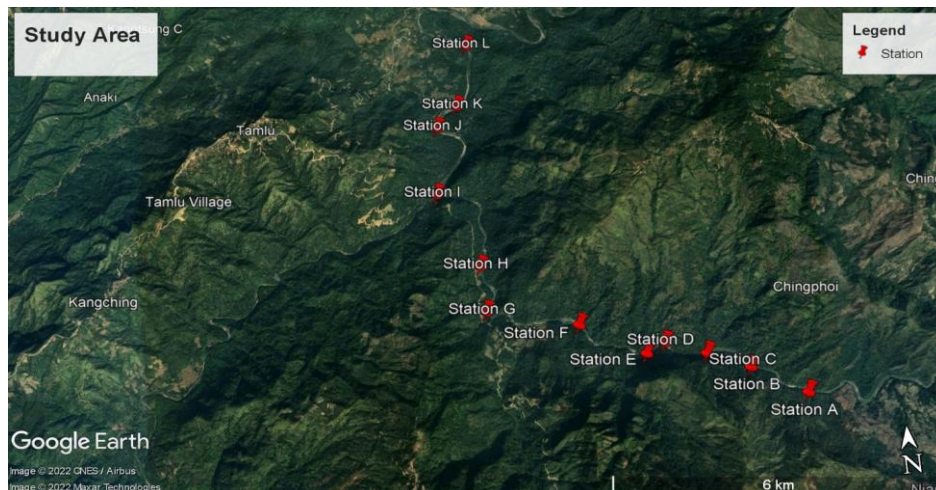 Study Area
Legend
Station
Station L
Anaki
Station K
Tamlu
Station J
Station I
Tamlu Village
Station H
Chingphoi
Kangching
Station G
Station F
Station D
Station E
Station C
Station B
Station A
Google Earth
N
Image © 2022 CNES / Airbus
Image © 2022 Maxar Technologies
6 km